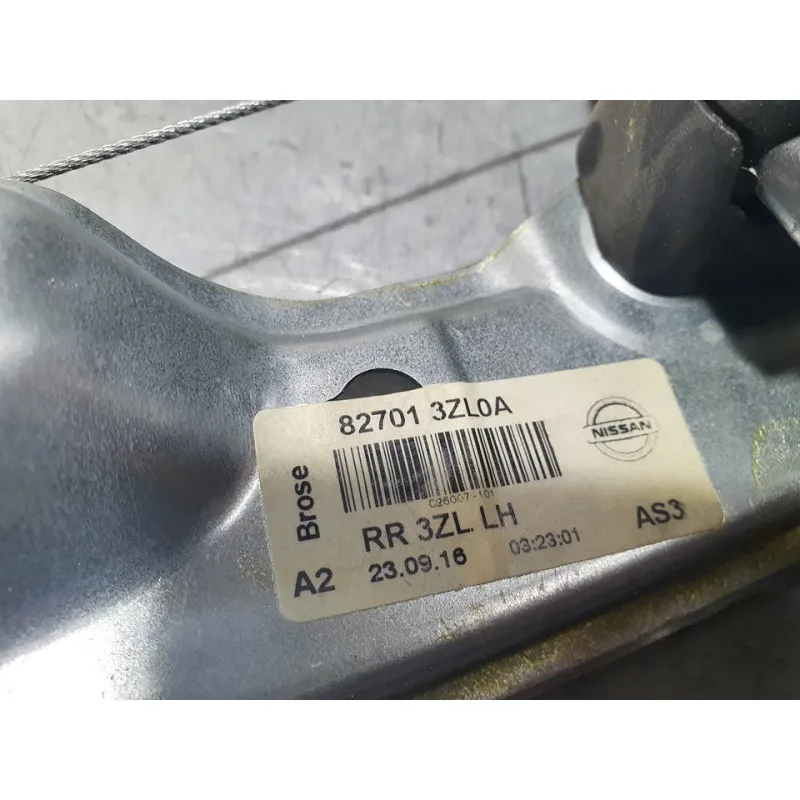 82701 3ZL0A
NISSAN
Brose
C26007-101
RR 3ZL LH
AS3
A2 23.09.16 03:23:01